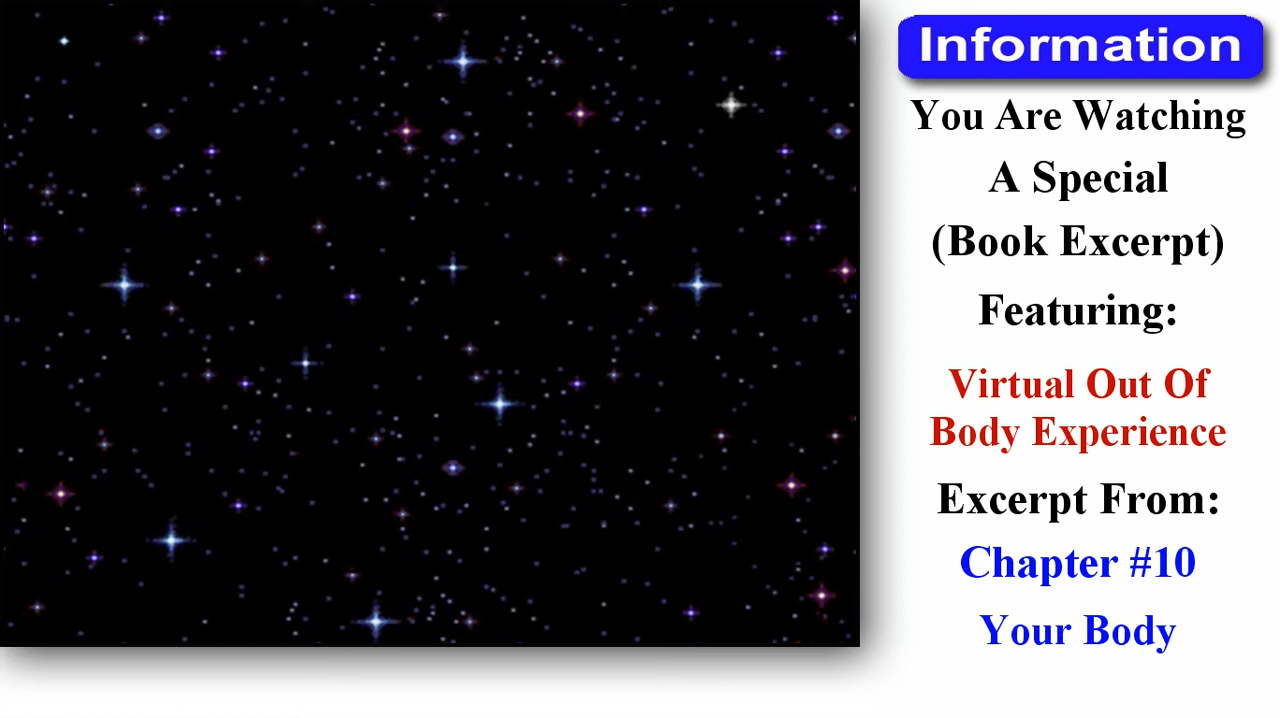 Information
You Are Watching
A Special
(Book Excerpt)
Featuring:
Virtual Out Of
Body Experience
Excerpt From:
Chapter #10
Your Body